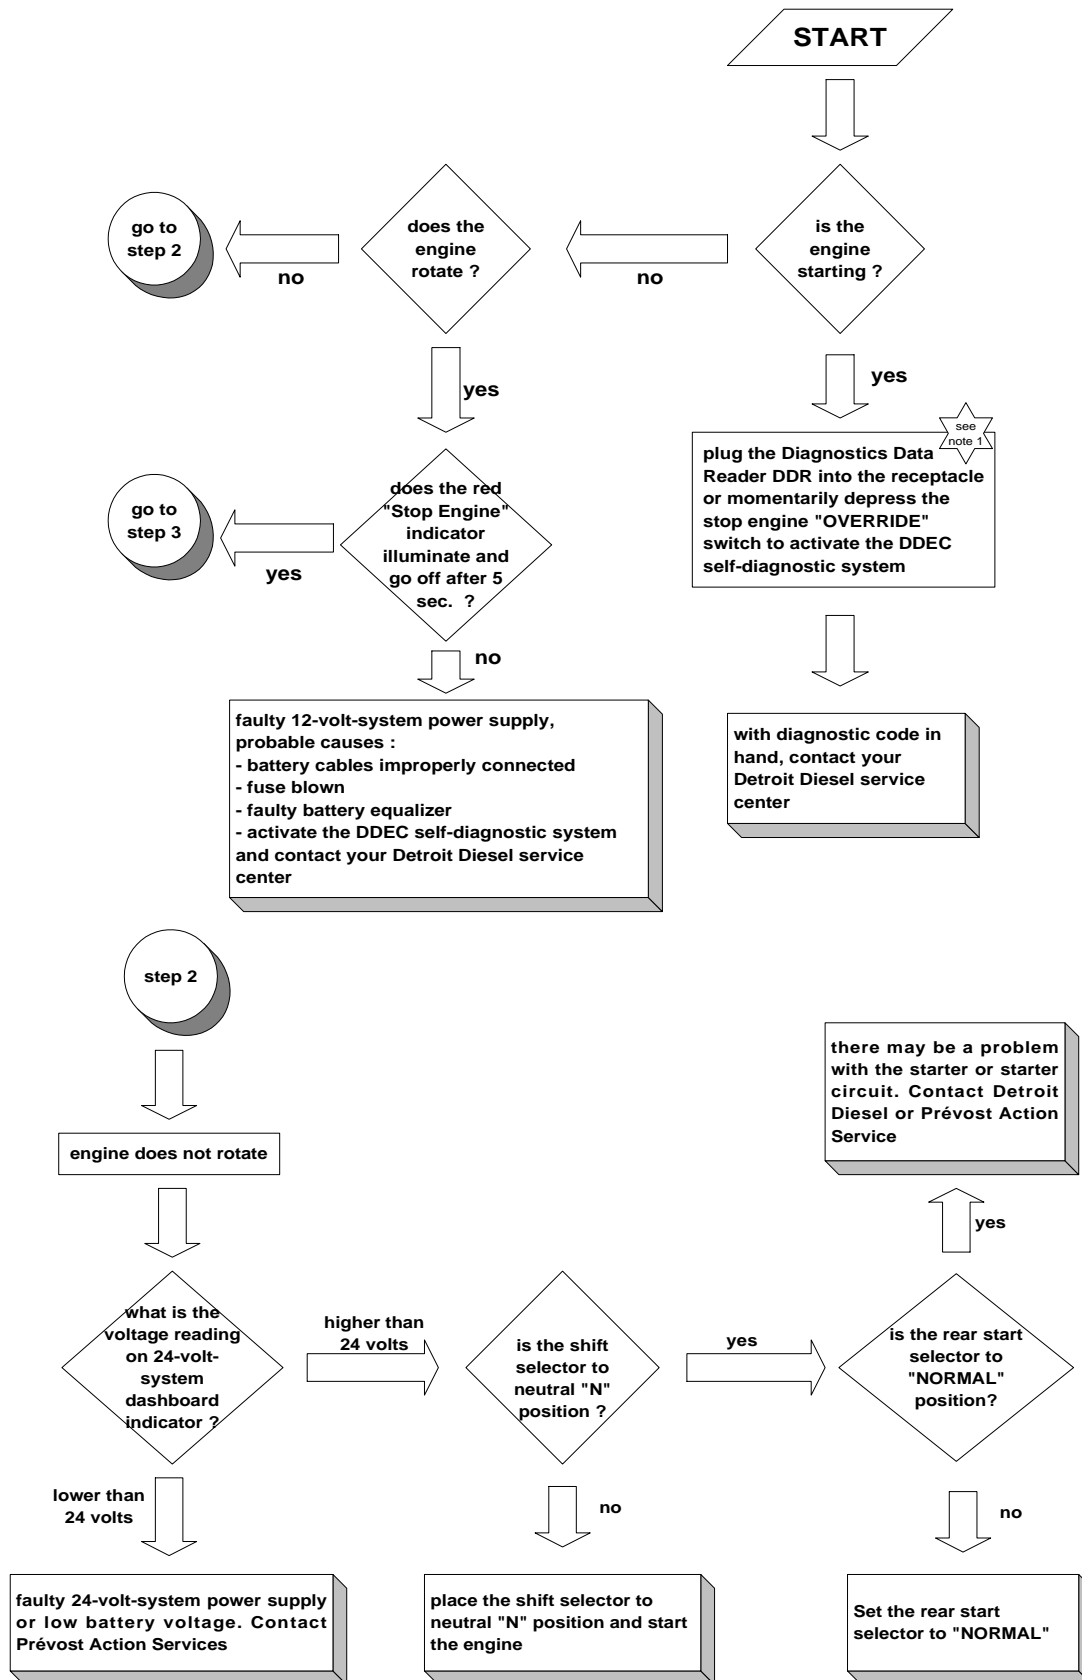 START
is the
engine
starting ?
no
does the
engine
rotate ?
no
go to
step 2
yes
yes
see
note 1
plug the Diagnostics Data
Reader DDR into the receptacle
or momentarily depress the
stop engine "OVERRIDE"
switch to activate the DDEC
self-diagnostic system
does the red
"Stop Engine"
indicator
illuminate and
go off after 5
sec. ?
yes
go to
step 3
no
faulty 12-volt-system power supply,
probable causes :
- battery cables improperly connected
- fuse blown
- faulty battery equalizer
- activate the DDEC self-diagnostic system
and contact your Detroit Diesel service
center
with diagnostic code in
hand, contact your
Detroit Diesel service
center
step 2
engine does not rotate
what is the
voltage reading
on 24-volt-
system
dashboard
indicator ?
higher than
24 volts
is the shift
selector to
neutral "N"
position ?
yes
is the rear start
selector to
"NORMAL"
position?
yes
there may be a problem
with the starter or starter
circuit. Contact Detroit
Diesel or Prévost Action
Service
lower than
24 volts
no
no
faulty 24-volt-system power supply
or low battery voltage. Contact
Prévost Action Services
place the shift selector to
neutral "N" position and start
the engine
Set the rear start
selector to "NORMAL"